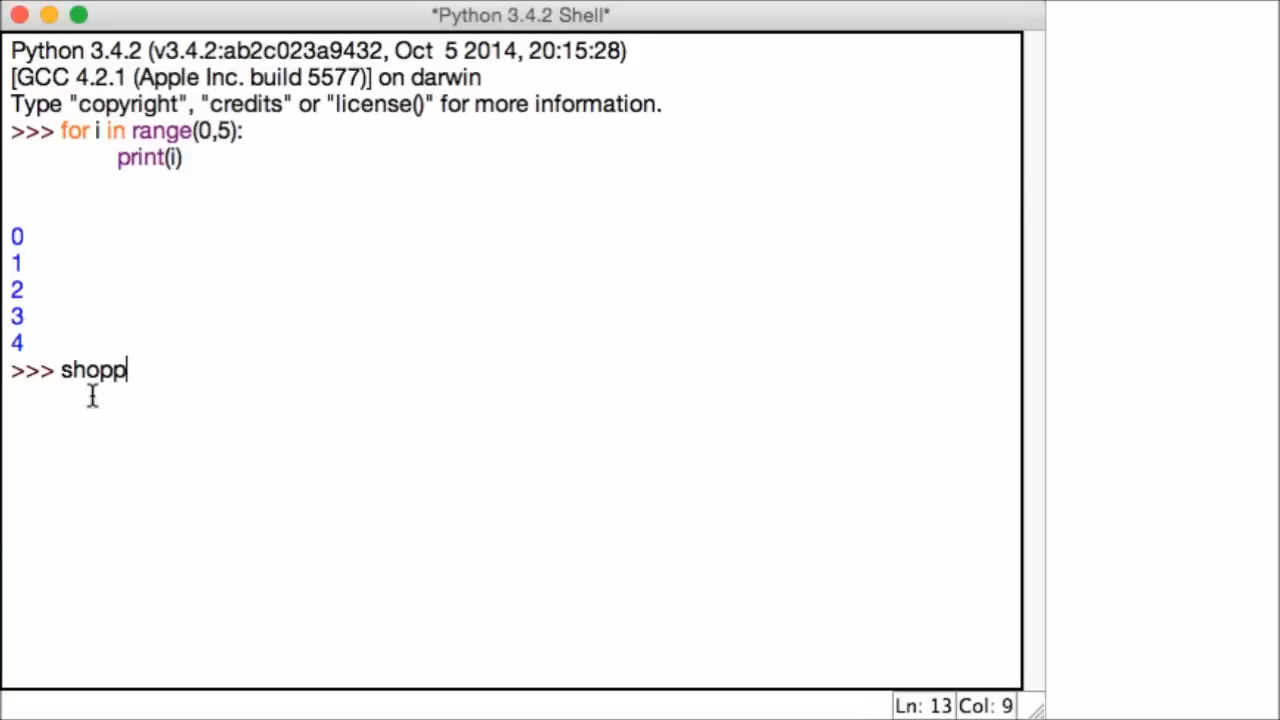 *Python 3.4.2 Shell*
Python 3.4.2 (v3.4.2:ab2c023a9432, Oct  5 2014, 20:15:28)
[GCC 4.2.1 (Apple Inc. build 5577)] on darwin
Type "copyright", "credits" or "license()" for more information.
>>> for i in range(0,5):
	print(i)
0
1
2
3
4
>>> shopp
Ln: 13 Col: 9